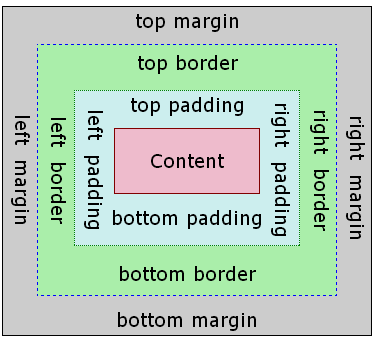 top margin
top border
top padding
left margin
left border
left padding
Content
right padding
right border
right margin
bottom padding
bottom border
bottom margin